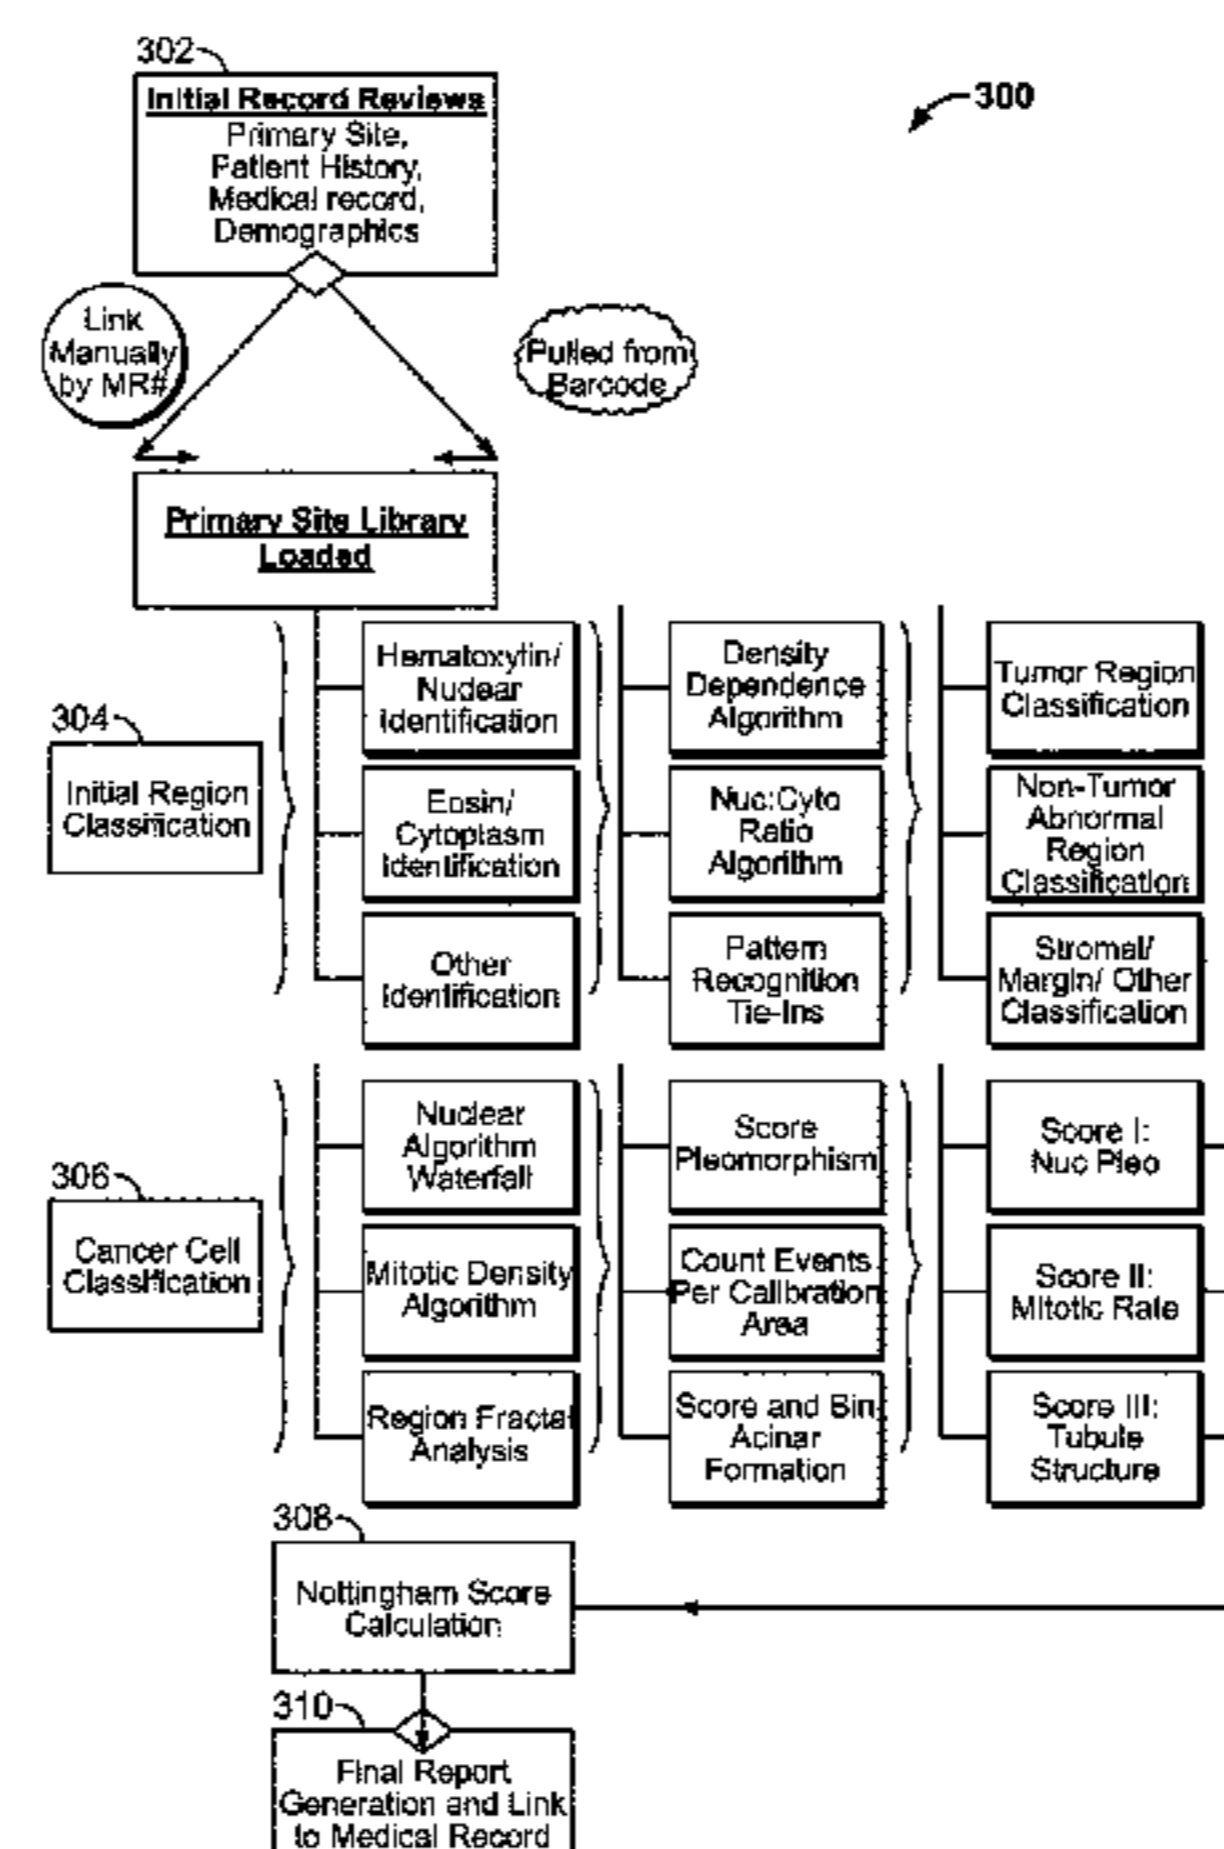 302
300
Initial Record Reviews
Primary Site,
Patient History,
Medical record,
Demographics
Link
Manually
by MR#
Pulled from
Barcode
Primary Site Library
Loaded
304
Initial Region
Classification
Hematoxylin/
Nuclear
Identification
Eosin/
Cytoplasm
Identification
Other
Identification
Density
Dependence
Algorithm
Nuc:Cyto
Ratio
Algorithm
Pattern
Recognition
Tie-Ins
Tumor Region
Classification
Non-Tumor
Abnormal
Region
Classification
Stromal/
Margin/ Other
Classification
306
Cancer Cell
Classification
Nuclear
Algorithm
Waterfall
Mitotic Density
Algorithm
Region Fractal
Analysis
Score
Pleomorphism
Count Events
Per Calibration
Area
Score and Bin
Acinar
Formation
Score I:
Nuc Pleo
Score II:
Mitotic Rate
Score III:
Tubule
Structure
308
Nottingham Score
Calculation
310
Final Report
Generation and Link
to Medical Record